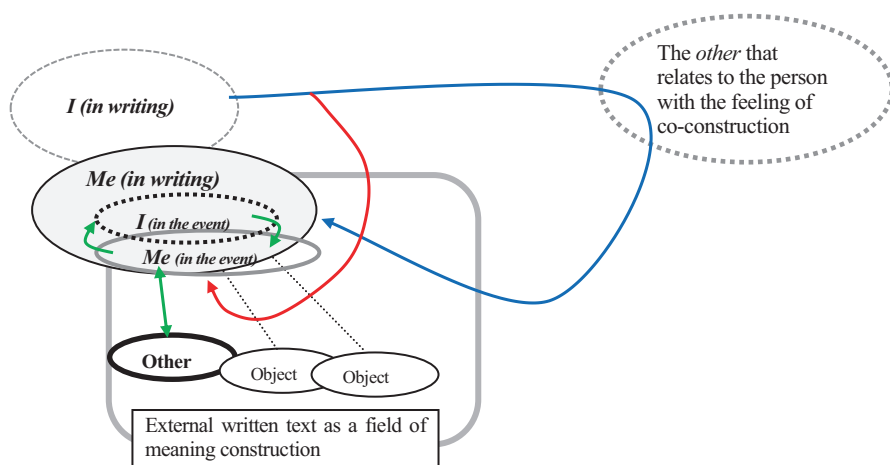 The other that
relates to the person
with the feeling of
co-construction
I (in writing)
Me (in writing)
I (in the event)
Me (in the event)
Other
Object
Object
External written text as a field of
meaning construction